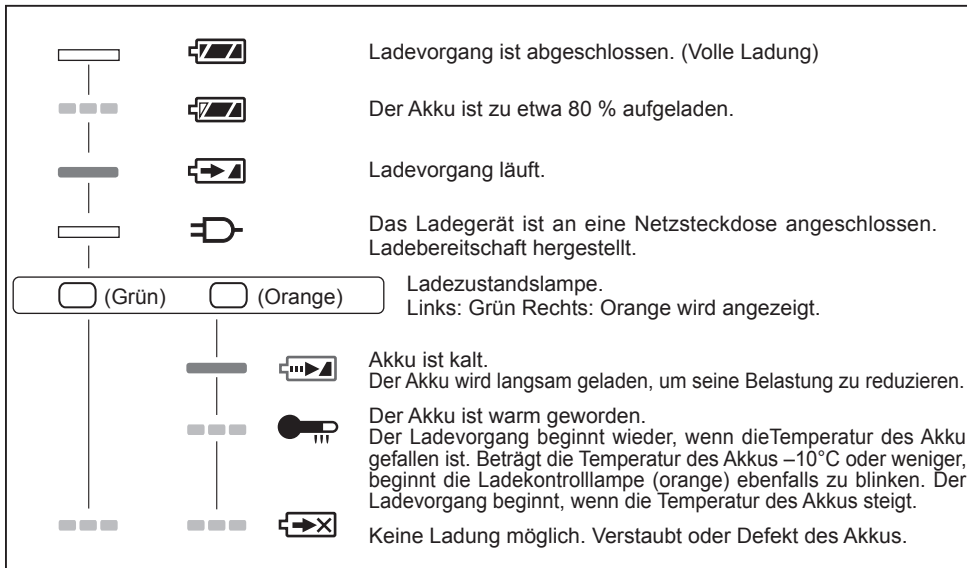 Ladevorgang ist abgeschlossen. (Volle Ladung)
Der Akku ist zu etwa 80 % aufgeladen.
Ladevorgang läuft.
Das Ladegerät ist an eine Netzsteckdose angeschlossen.
Ladebereitschaft hergestellt.
(Grün) (Orange) Ladezustandslampe.
Links: Grün Rechts: Orange wird angezeigt.
Akku ist kalt.
Der Akku wird langsam geladen, um seine Belastung zu reduzieren.
Der Akku ist warm geworden.
Der Ladevorgang beginnt wieder, wenn dieTemperatur des Akku
gefallen ist. Beträgt die Temperatur des Akkus –10°C oder weniger,
beginnt die Ladekontrolllampe (orange) ebenfalls zu blinken. Der
Ladevorgang beginnt, wenn die Temperatur des Akkus steigt.
Keine Ladung möglich. Verstaubt oder Defekt des Akkus.